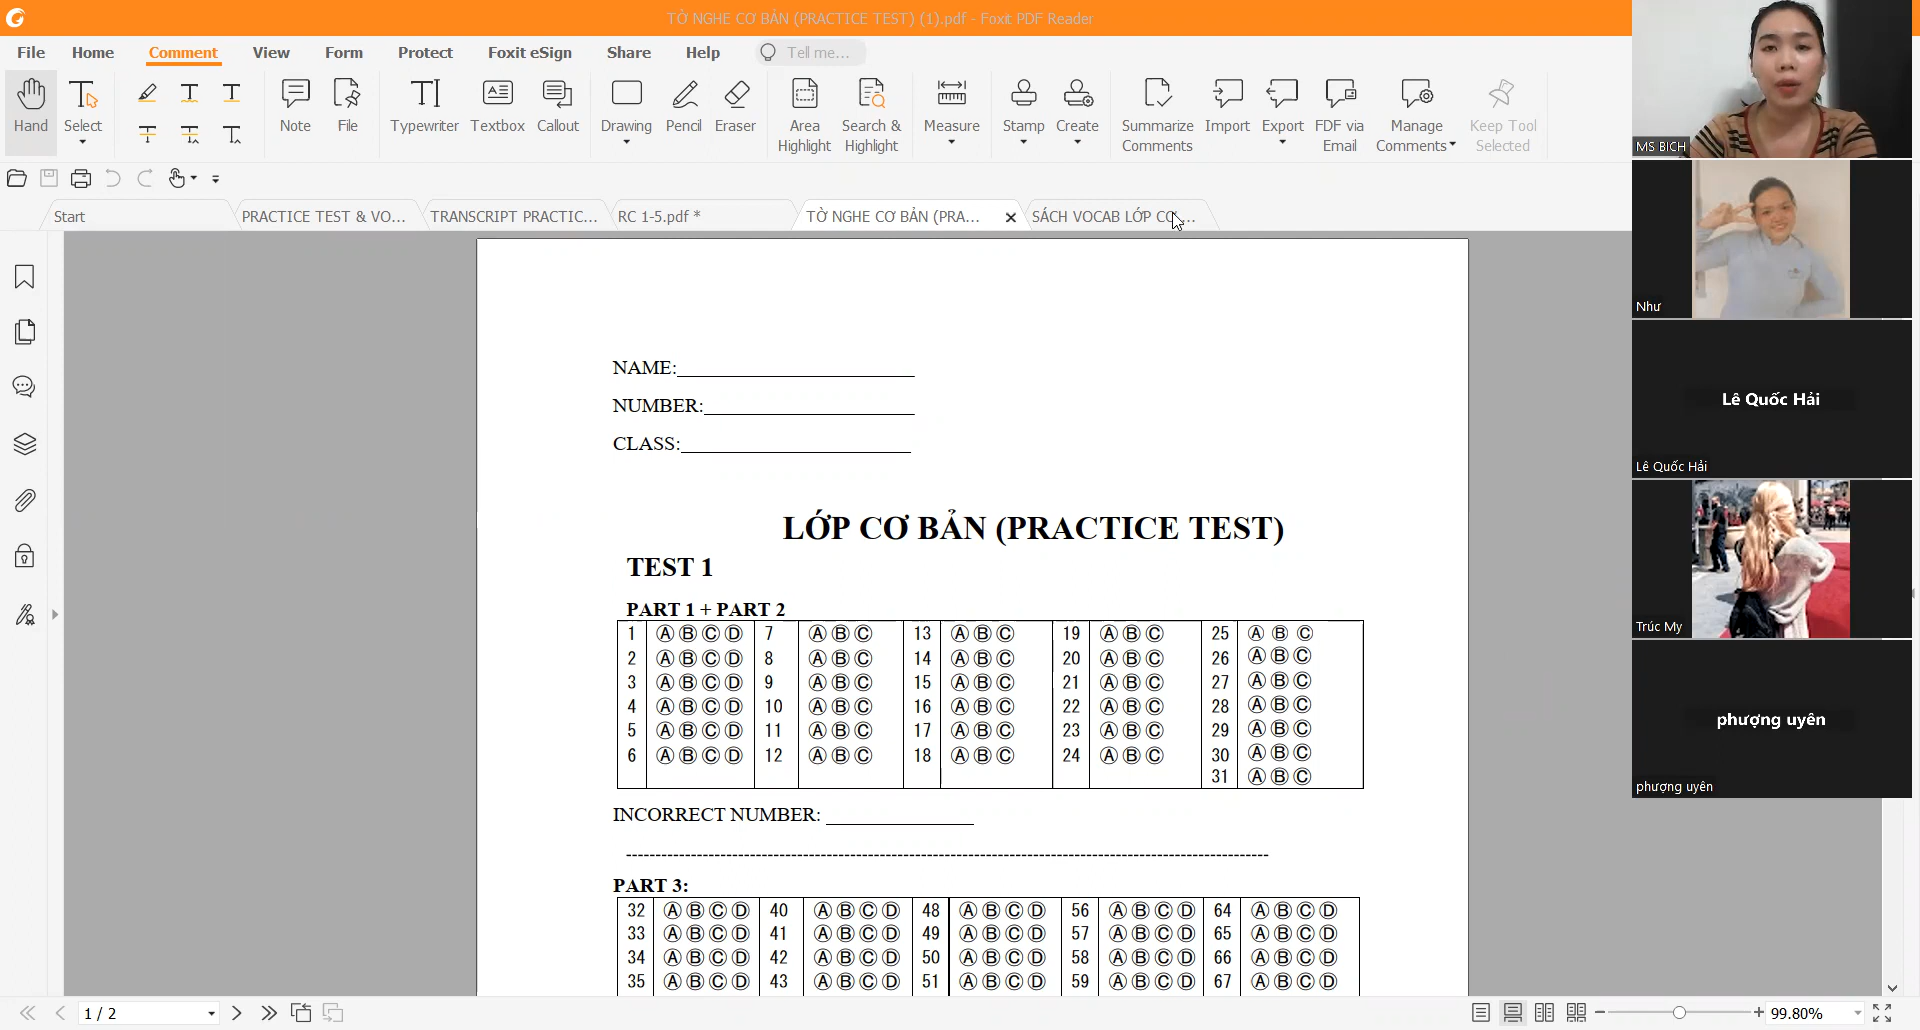 TỜ NGHE CƠ BẢN (PRACTICE TEST) (1).pdf - Foxit PDF Reader
File Home Comment View Form Protect Foxit eSign Share Help Tell me...
Hand Select Note File Typewriter Textbox Callout Drawing Pencil Eraser Area Highlight Search & Highlight Measure Stamp Create Summarize Comments Import Export FDF via Email Manage Comments Keep Tool Selected
Start PRACTICE TEST & VO... TRANSCRIPT PRACTIC... RC 1-5.pdf * TỜ NGHE CƠ BẢN (PRA... SÁCH VOCAB LỚP CƠ...
NAME:
NUMBER:
CLASS:
LỚP CƠ BẢN (PRACTICE TEST)
TEST 1
PART 1 + PART 2
1 Ⓐ Ⓑ Ⓒ Ⓓ 7 Ⓐ Ⓑ Ⓒ 13 Ⓐ Ⓑ Ⓒ 19 Ⓐ Ⓑ Ⓒ 25 Ⓐ Ⓑ Ⓒ
2 Ⓐ Ⓑ Ⓒ Ⓓ 8 Ⓐ Ⓑ Ⓒ 14 Ⓐ Ⓑ Ⓒ 20 Ⓐ Ⓑ Ⓒ 26 Ⓐ Ⓑ Ⓒ
3 Ⓐ Ⓑ Ⓒ Ⓓ 9 Ⓐ Ⓑ Ⓒ 15 Ⓐ Ⓑ Ⓒ 21 Ⓐ Ⓑ Ⓒ 27 Ⓐ Ⓑ Ⓒ
4 Ⓐ Ⓑ Ⓒ Ⓓ 10 Ⓐ Ⓑ Ⓒ 16 Ⓐ Ⓑ Ⓒ 22 Ⓐ Ⓑ Ⓒ 28 Ⓐ Ⓑ Ⓒ
5 Ⓐ Ⓑ Ⓒ Ⓓ 11 Ⓐ Ⓑ Ⓒ 17 Ⓐ Ⓑ Ⓒ 23 Ⓐ Ⓑ Ⓒ 29 Ⓐ Ⓑ Ⓒ
6 Ⓐ Ⓑ Ⓒ Ⓓ 12 Ⓐ Ⓑ Ⓒ 18 Ⓐ Ⓑ Ⓒ 24 Ⓐ Ⓑ Ⓒ 30 Ⓐ Ⓑ Ⓒ
31 Ⓐ Ⓑ Ⓒ
INCORRECT NUMBER:
PART 3:
32 Ⓐ Ⓑ Ⓒ Ⓓ 40 Ⓐ Ⓑ Ⓒ Ⓓ 48 Ⓐ Ⓑ Ⓒ Ⓓ 56 Ⓐ Ⓑ Ⓒ Ⓓ 64 Ⓐ Ⓑ Ⓒ Ⓓ
33 Ⓐ Ⓑ Ⓒ Ⓓ 41 Ⓐ Ⓑ Ⓒ Ⓓ 49 Ⓐ Ⓑ Ⓒ Ⓓ 57 Ⓐ Ⓑ Ⓒ Ⓓ 65 Ⓐ Ⓑ Ⓒ Ⓓ
34 Ⓐ Ⓑ Ⓒ Ⓓ 42 Ⓐ Ⓑ Ⓒ Ⓓ 50 Ⓐ Ⓑ Ⓒ Ⓓ 58 Ⓐ Ⓑ Ⓒ Ⓓ 66 Ⓐ Ⓑ Ⓒ Ⓓ
35 Ⓐ Ⓑ Ⓒ Ⓓ 43 Ⓐ Ⓑ Ⓒ Ⓓ 51 Ⓐ Ⓑ Ⓒ Ⓓ 59 Ⓐ Ⓑ Ⓒ Ⓓ 67 Ⓐ Ⓑ Ⓒ Ⓓ
1 / 2
99.80%
MS BICH
Như
Lê Quốc Hải
Lê Quốc Hải
Trúc My
phượng uyên
phượng uyên